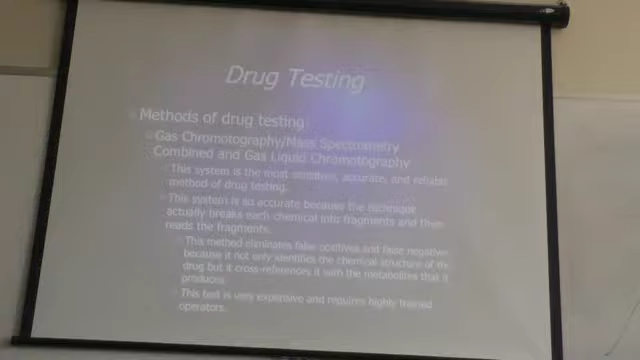 Drug Testing
Methods of drug testing
Gas Chromotography/Mass Spectrometry
Combined and Gas Liquid Chromotography
This system is the most sensitive, accurate, and reliable
method of drug testing.
This system is so accurate because the technique
actually breaks each chemical into fragments and then
reads the fragments.
This method eliminates false positives and false negative
because it not only identifies the chemical structure of
drug but it cross-references it with the metabolites that it
produces.
This test is very expensive and requires highly trained
operators.